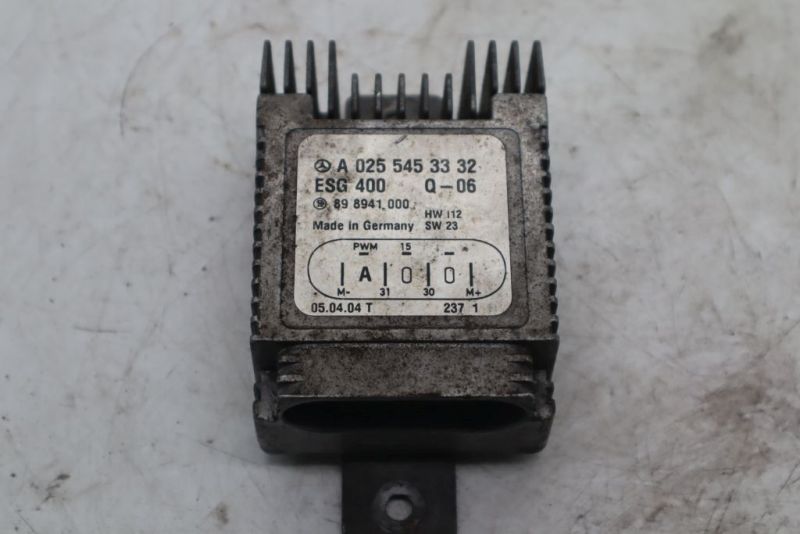 A 025 545 33 32
ESG 400 Q-06
89 8941,000 HW 112
Made in Germany SW 23
PWM 15 -
A 0 0
M- 31 30 M+
05.04.04 T 237 1